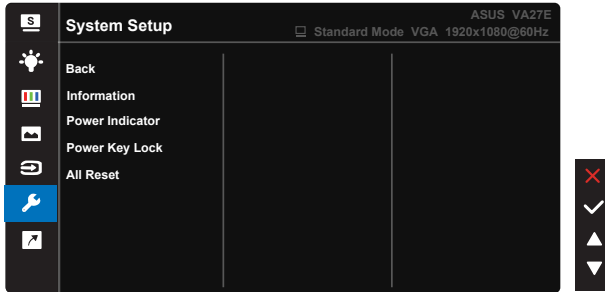 S
System Setup
ASUS VA27E
Standard Mode VGA 1920x1080@60Hz
Back
Information
Power Indicator
Power Key Lock
All Reset